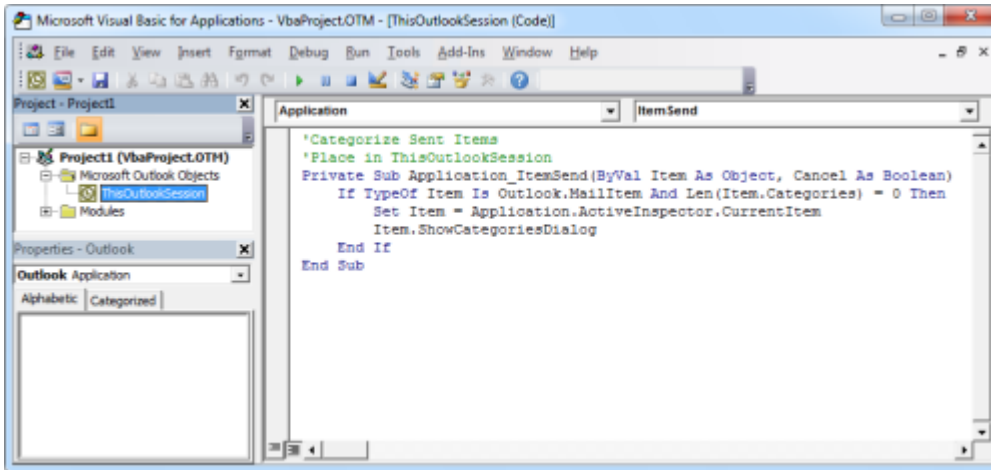 Microsoft Visual Basic for Applications - VbaProject.OTM - [ThisOutlookSession (Code)]
File Edit View Insert Format Debug Run Tools Add-Ins Window Help
Project - Project1
Project1 (VbaProject.OTM)
Microsoft Outlook Objects
ThisOutlookSession
Modules
Properties - Outlook
Outlook Application
Alphabetic Categorized
Application ItemSend
'Categorize Sent Items
'Place in ThisOutlookSession
Private Sub Application_ItemSend(ByVal Item As Object, Cancel As Boolean)
If TypeOf Item Is Outlook.MailItem And Len(Item.Categories) = 0 Then
Set Item = Application.ActiveInspector.CurrentItem
Item.ShowCategoriesDialog
End If
End Sub